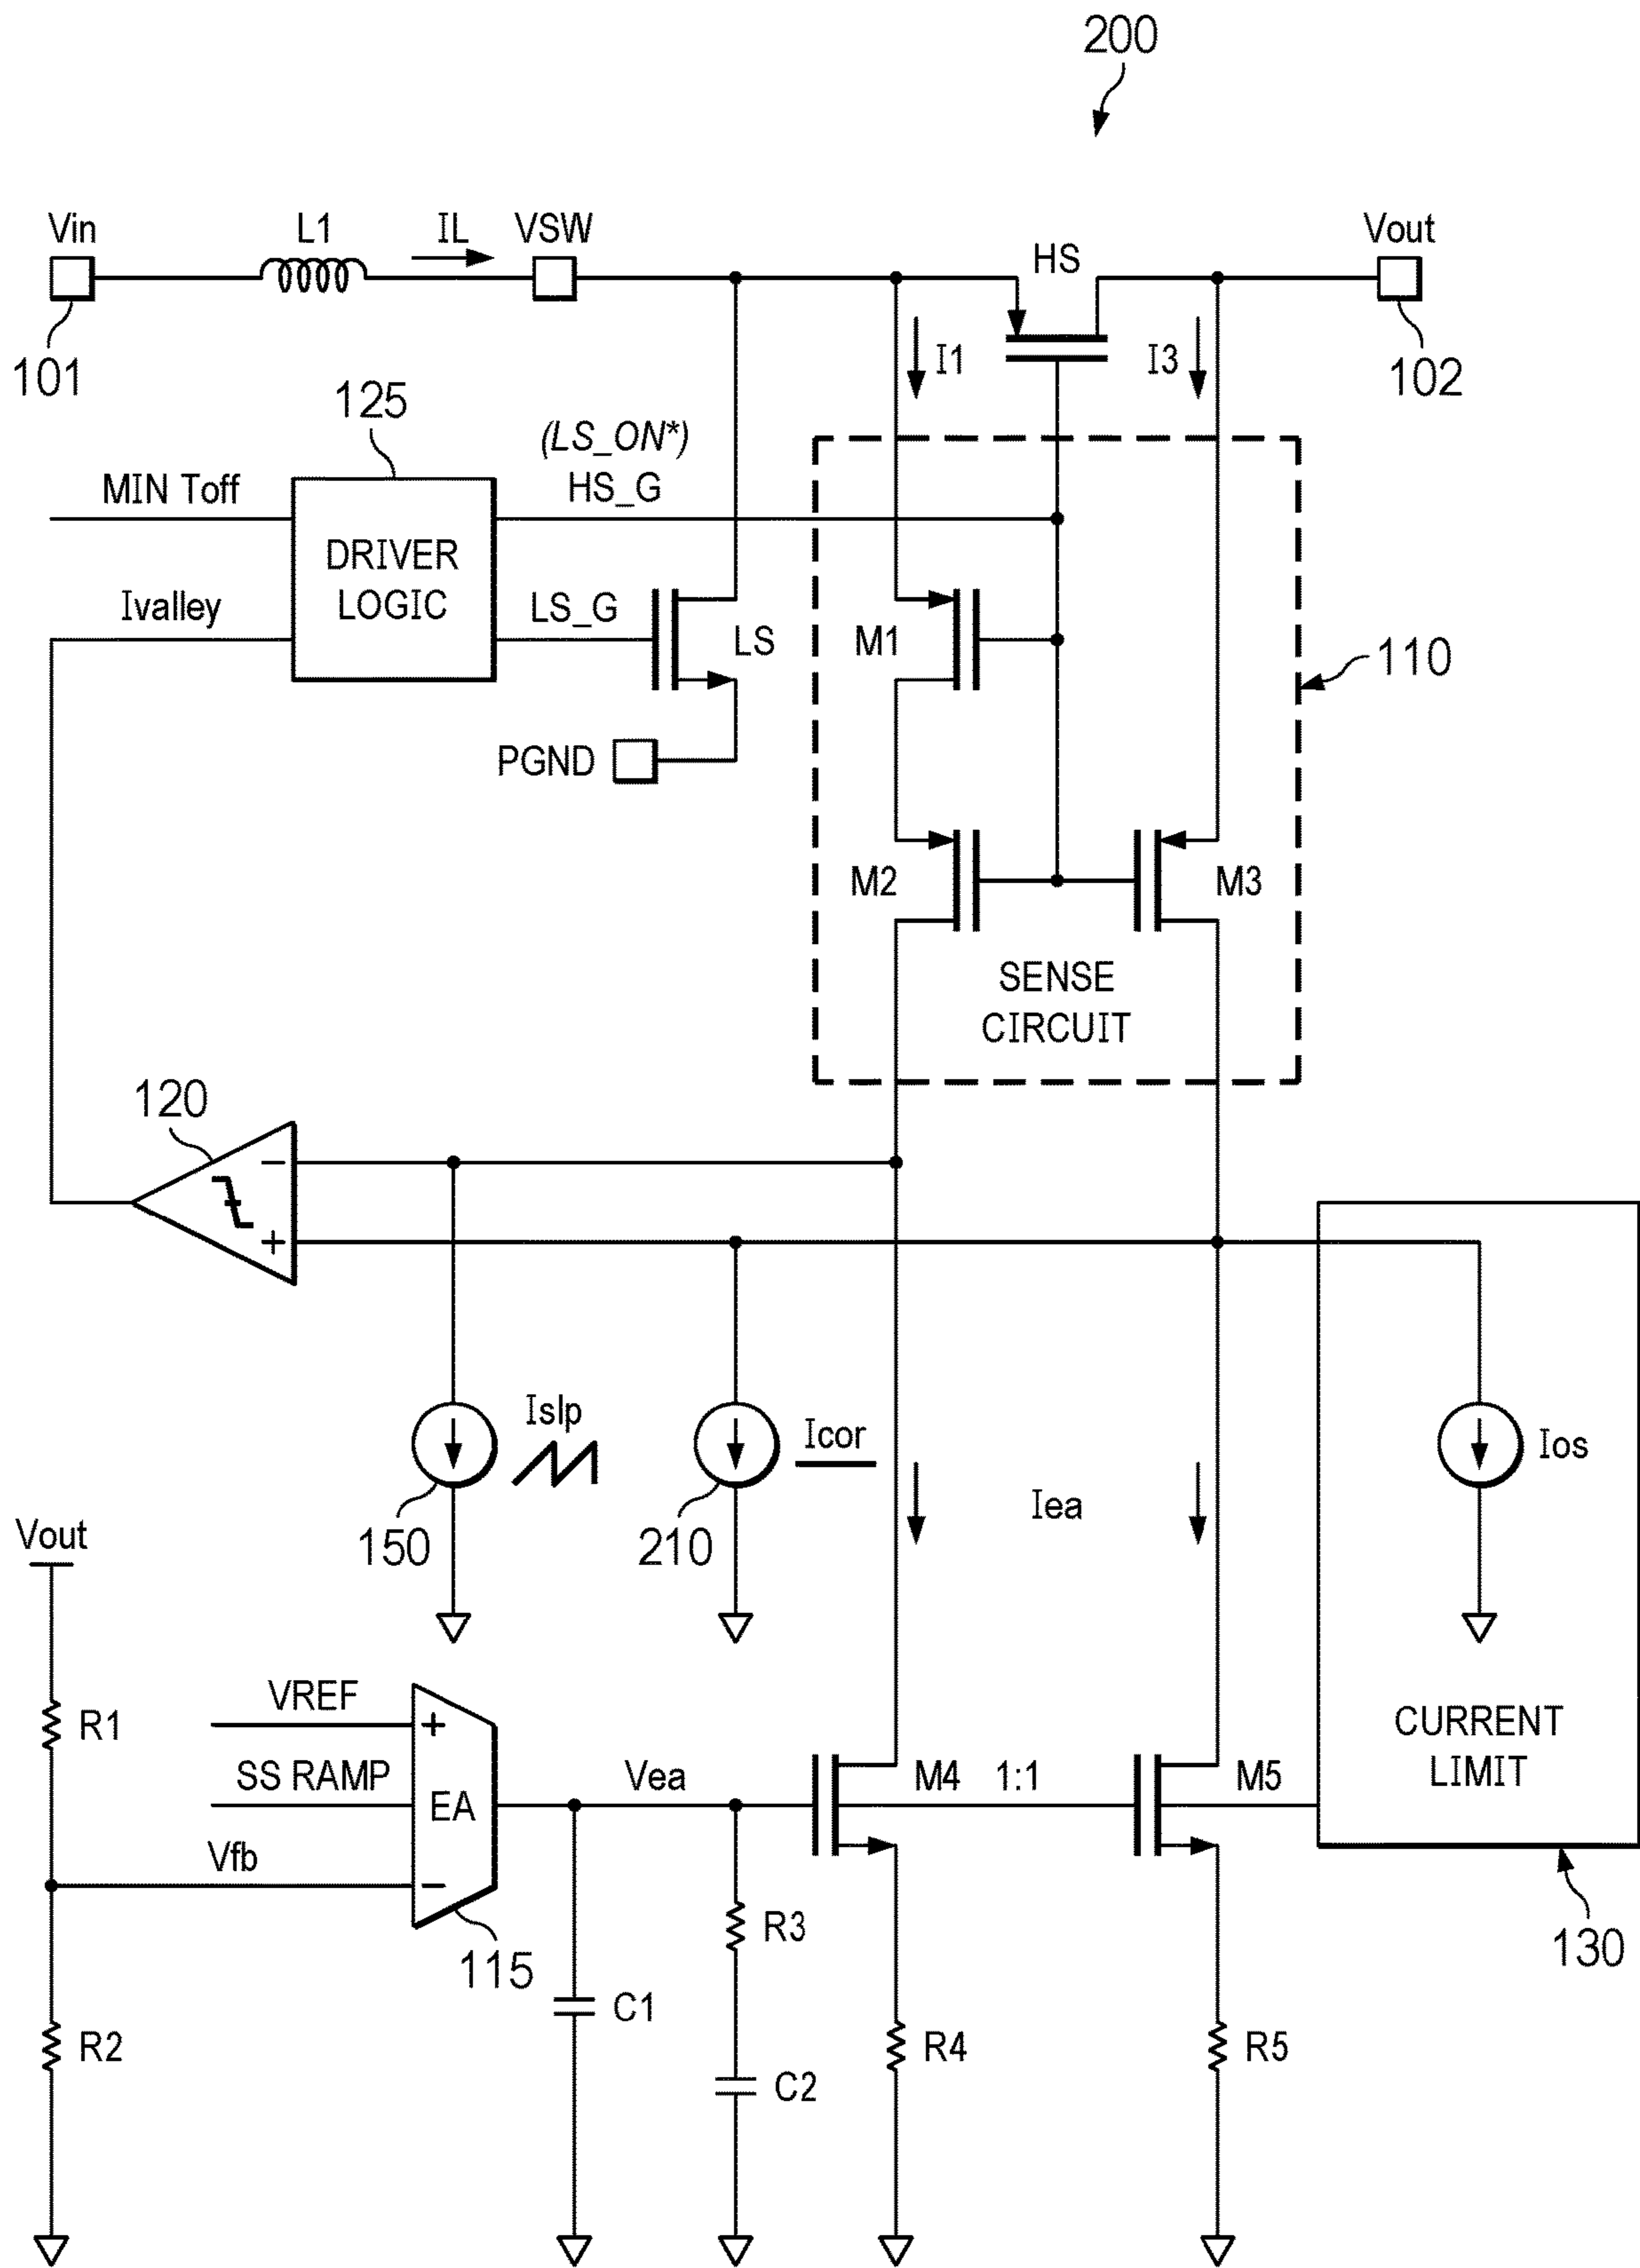 200
Vin
L1
IL
VSW
HS
Vout
101
I1
I3
102
125
(LS_ON*)
MIN Toff
HS_G
DRIVER
LOGIC
Ivalley
LS_G
LS
M1
110
PGND
M2
M3
SENSE
CIRCUIT
120
−
+
Islp
Icor
Ios
Iea
150
210
Vout
VREF
+
R1
SS RAMP
EA
Vea
M4
1:1
M5
CURRENT
LIMIT
Vfb
−
R3
115
130
C1
R2
R4
R5
C2